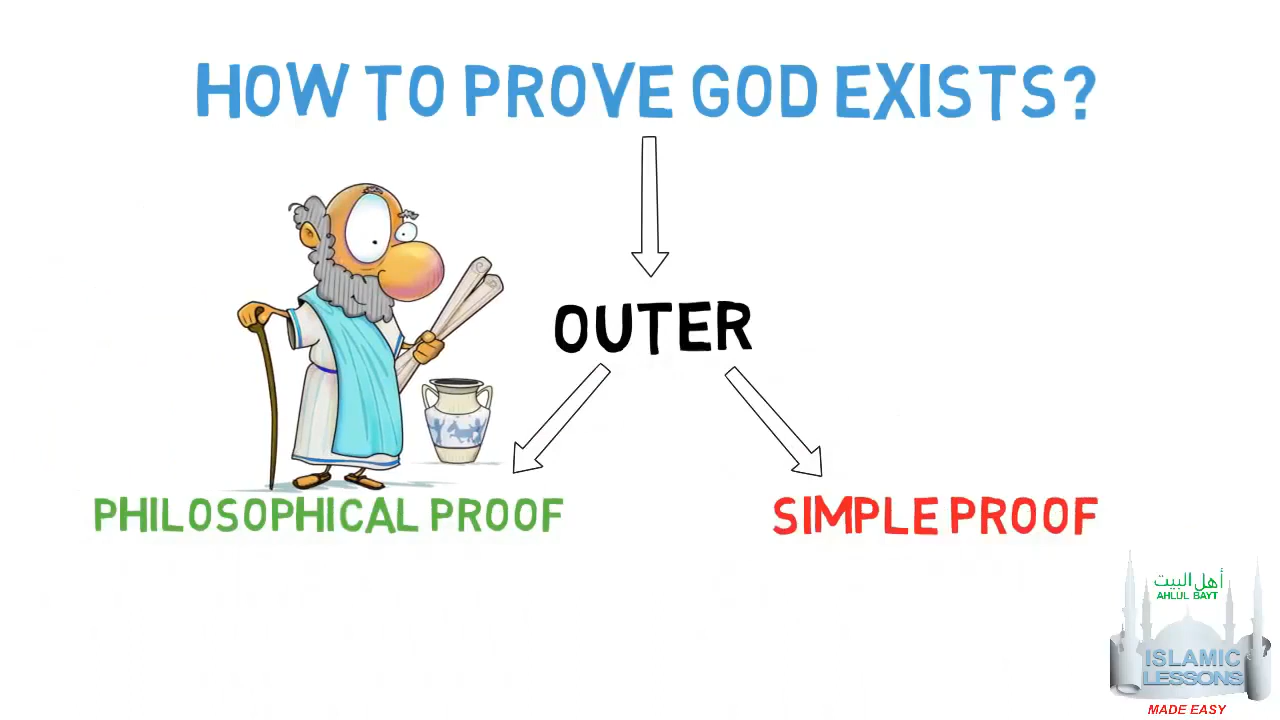 HOW TO PROVE GOD EXISTS?
OUTER
PHILOSOPHICAL PROOF
SIMPLE PROOF
أهل البيت
AHLUL BAYT
ISLAMIC
LESSONS
MADE EASY